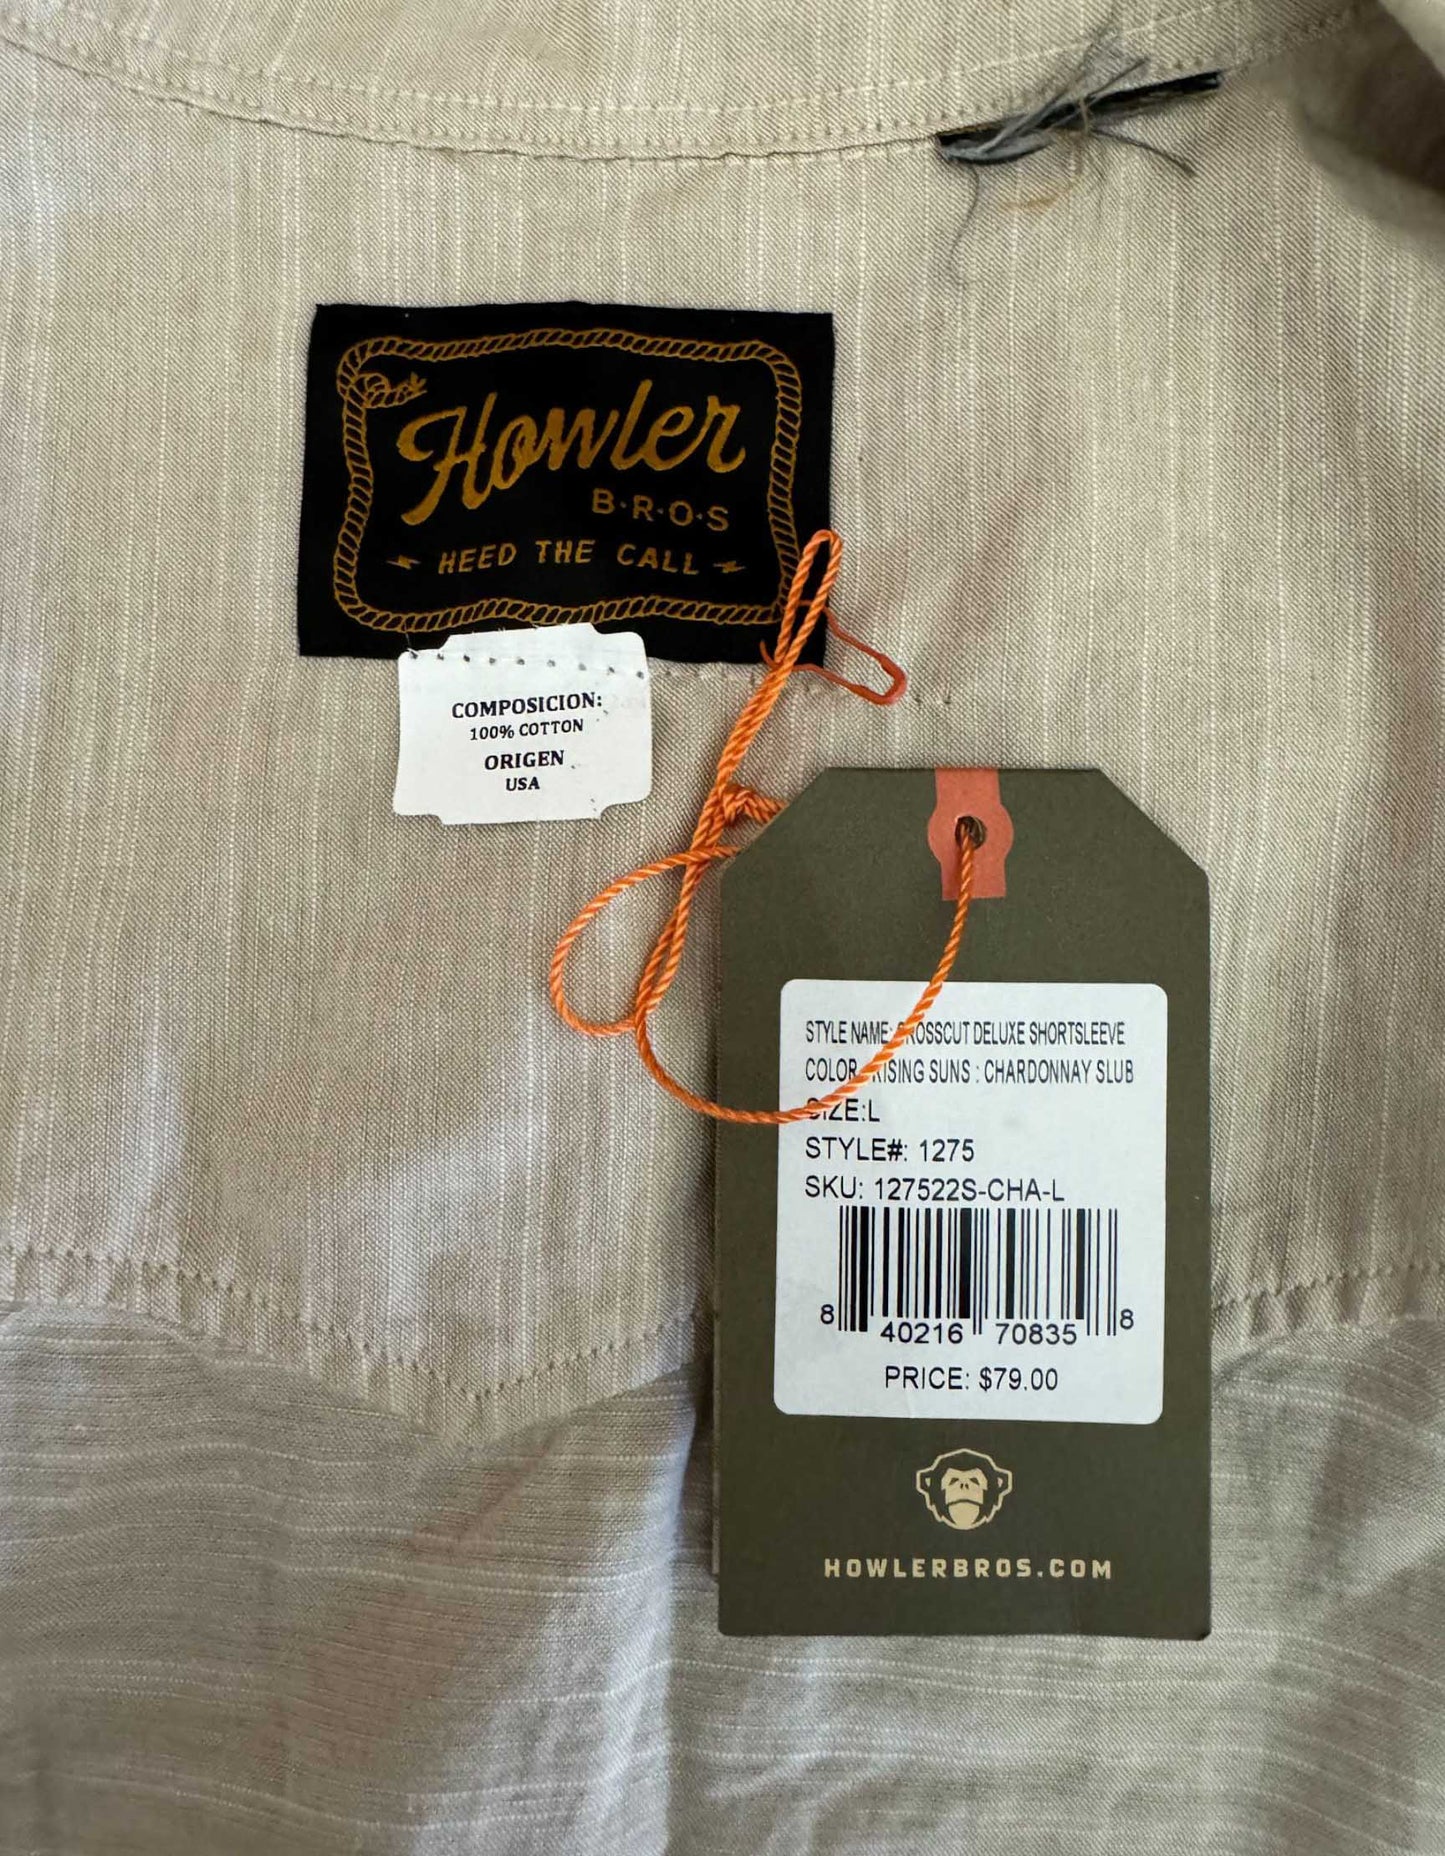 Howler
B·R·O·S
HEED THE CALL
COMPOSICION:
100% COTTON
ORIGEN
USA
STYLE NAME: CROSSCUT DELUXE SHORTSLEEVE
COLOR: RISING SUNS : CHARDONNAY SLUB
SIZE:L
STYLE#: 1275
SKU: 127522S-CHA-L
8 40216 70835 8
PRICE: $79.00
HOWLERBROS.COM